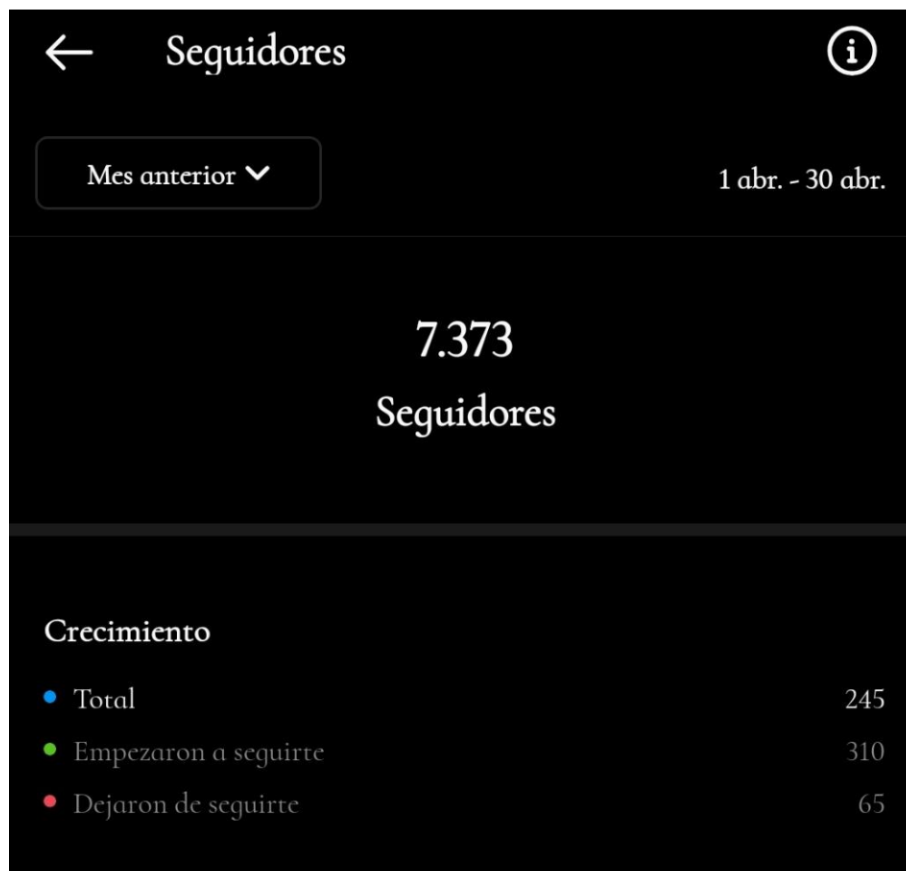 Seguidores
Mes anterior
1 abr. - 30 abr.
7.373
Seguidores
Crecimiento
Total 245
Empezaron a seguirte 310
Dejaron de seguirte 65